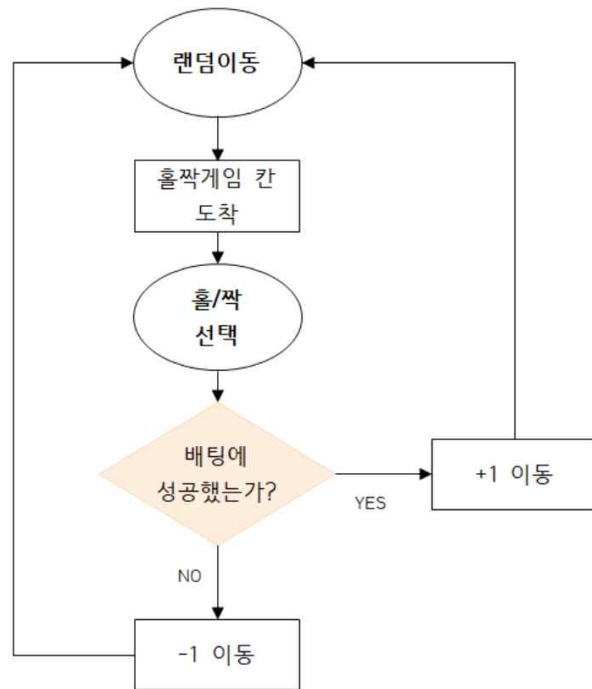 랜덤이동
홀짝게임 칸
도착
홀/짝
선택
배팅에
성공했는가?
YES
+1 이동
NO
-1 이동